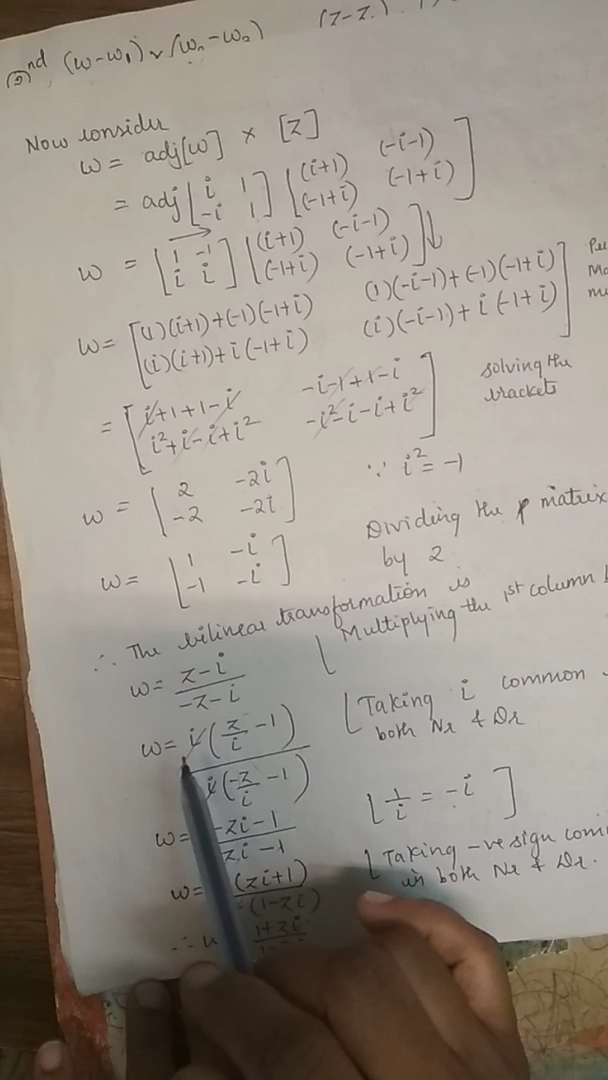 2nd (w-w₁) × (w₂-w₃)
Now consider
w = adj[w] × [z]
= adj [i 1; -i 1] [(i+1) (-i-1); (-1+i) (-1+i)]
w = [1 -1; i i] [(i+1) (-i-1); (-1+i) (-1+i)]
w = [(1)(i+1)+(-1)(-1+i) (1)(-i-1)+(-1)(-1+i); (i)(i+1)+i(-1+i) (i)(-i-1)+i(-1+i)]
= [i+1+1-i -i-1+1-i; i²+i-i+i² -i²-i-i+i²] solving the brackets
w = [2 -2i; -2 -2i] ∵ i² = -1
w = [1 -i; -1 -i] Dividing the matrix by 2
∴ The bilinear transformation is
w = z-i / -z-i [Multiplying the 1st column
w = i(z/i - 1) / i(-z/i - 1) [Taking i common both Nr & Dr
w = -zi-1 / zi-1 [1/i = -i]
w = (zi+1) / -(1-zi) [Taking -ve sign in both Nr & Dr.
1+zi